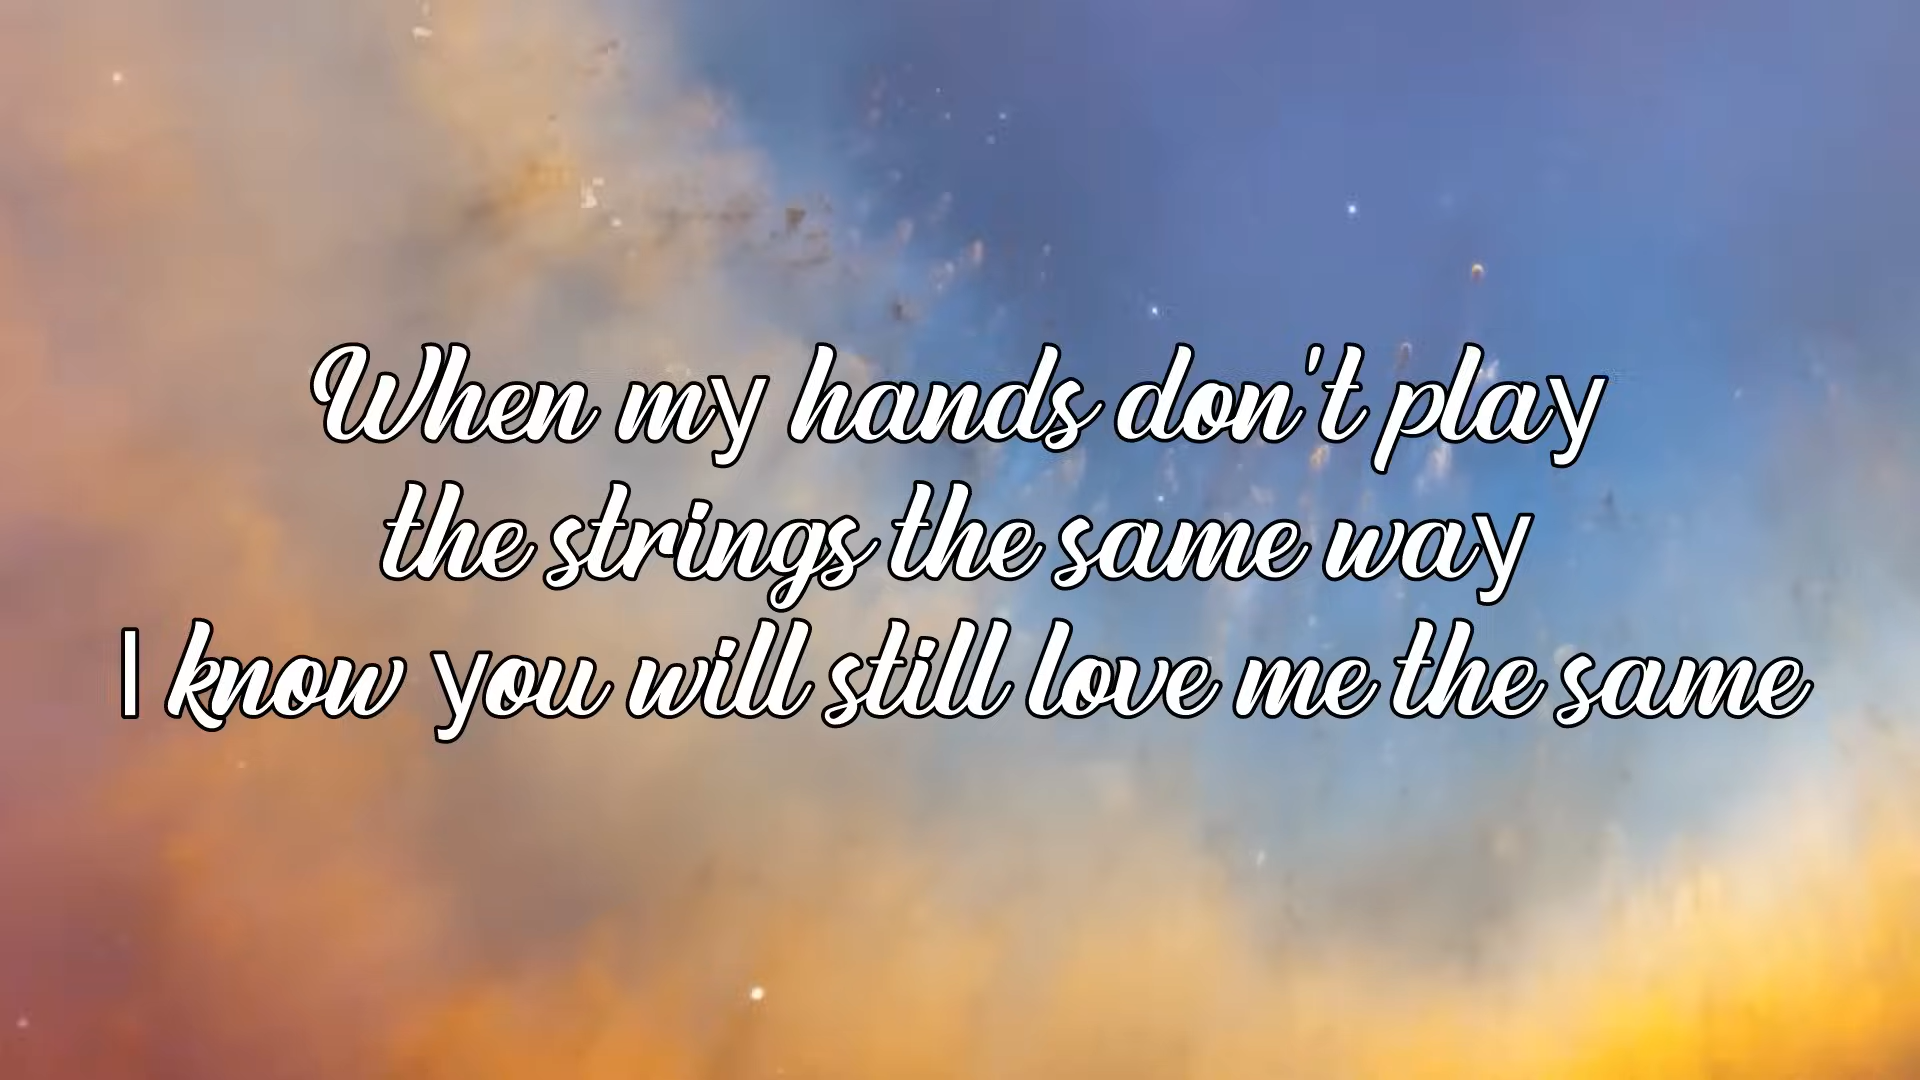 When my hands don't play
the strings the same way
I know you will still love me the same